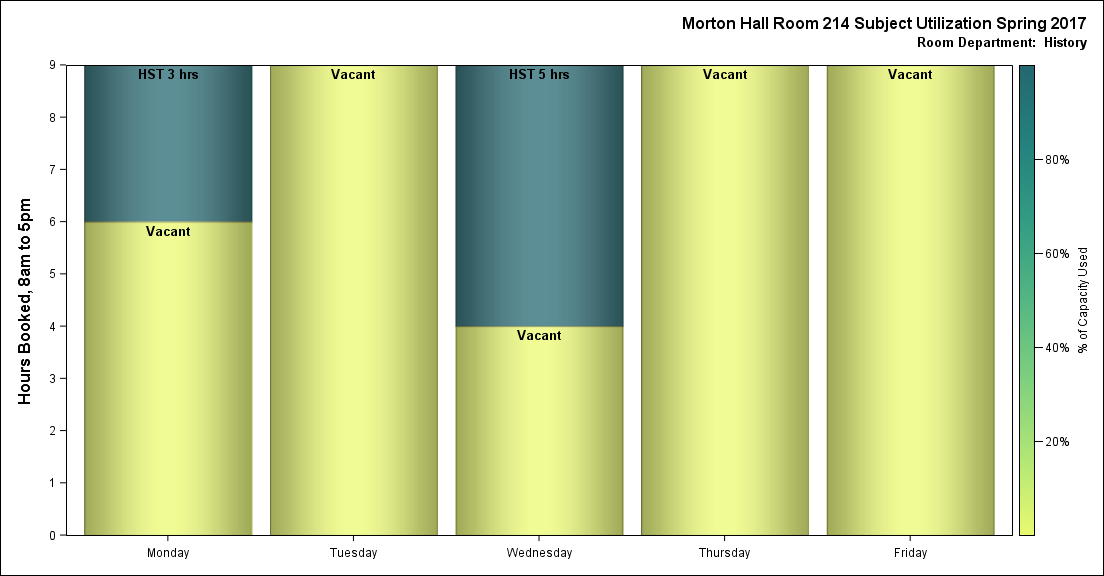 Morton Hall Room 214 Subject Utilization Spring 2017
Room Department: History
Hours Booked, 8am to 5pm
9
8
7
6
5
4
3
2
1
0
HST 3 hrs
Vacant
Vacant
HST 5 hrs
Vacant
Vacant
Vacant
Monday
Tuesday
Wednesday
Thursday
Friday
80%
60%
40%
20%
% of Capacity Used